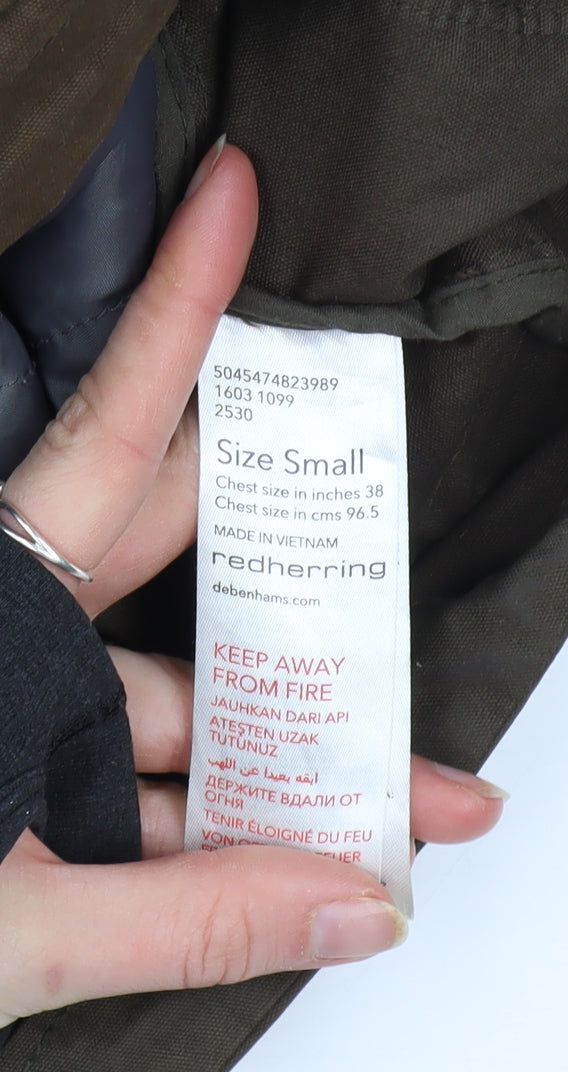 5045474823989
1603 1099
2530
Size Small
Chest size in inches 38
Chest size in cms 96.5
MADE IN VIETNAM
redherring
debenhams.com
KEEP AWAY
FROM FIRE
JAUHKAN DARI API
ATEŞTEN UZAK
TUTUNUZ
ابقه بعيدا عن اللهب
ДЕРЖИТЕ ВДАЛИ ОТ
ОГНЯ
TENIR ÉLOIGNÉ DU FEU
VON